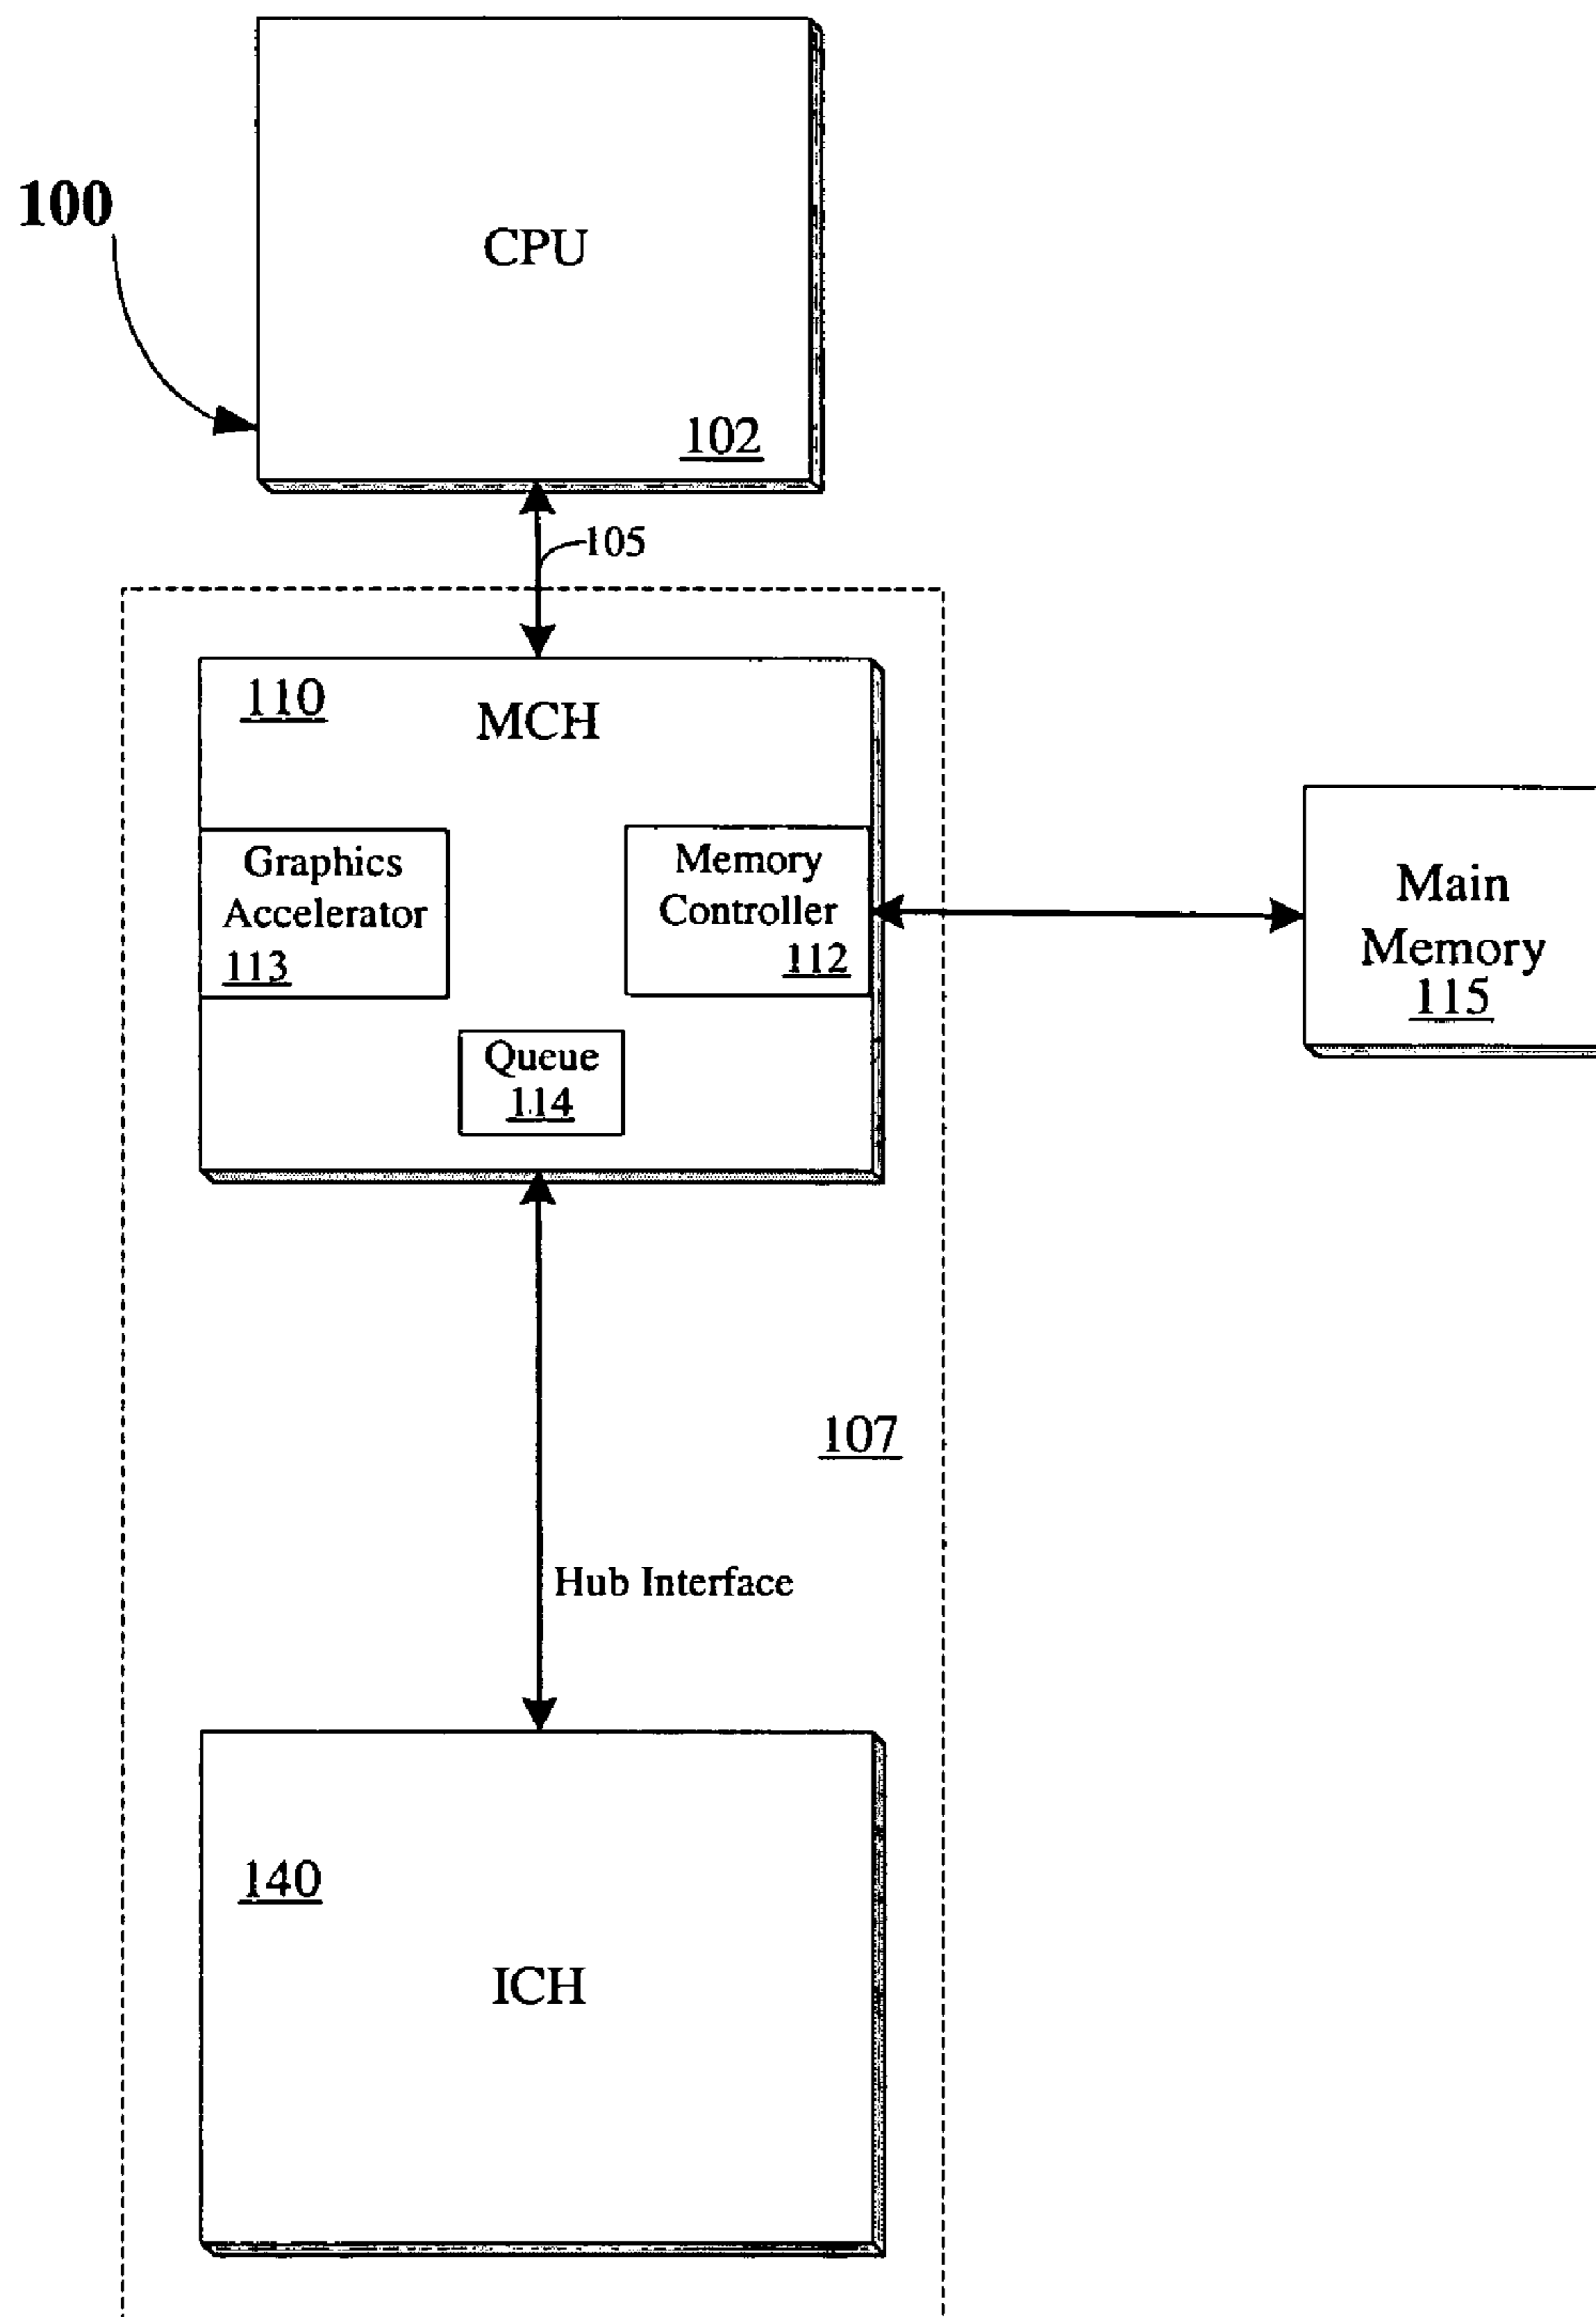 100
CPU
102
105
110
MCH
Graphics
Accelerator
113
Memory
Controller
112
Main
Memory
115
Queue
114
107
Hub Interface
140
ICH